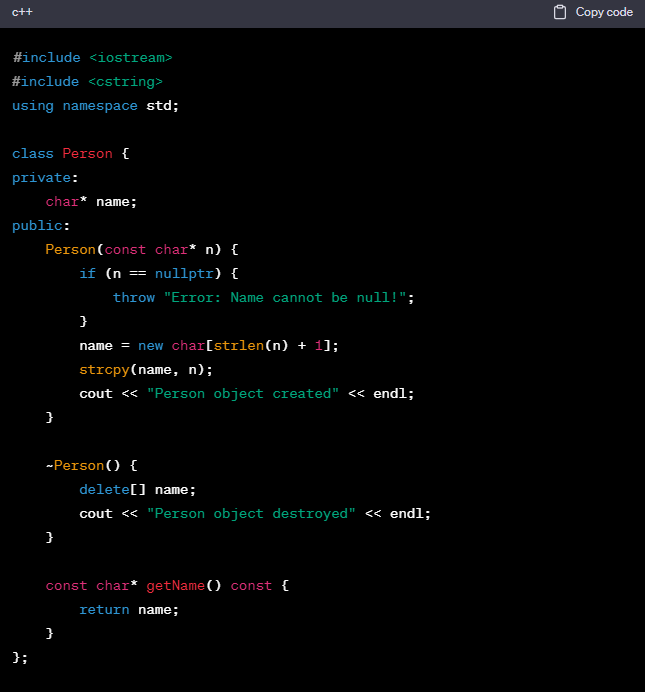 c++
Copy code
#include <iostream>
#include <cstring>
using namespace std;

class Person {
private:
    char* name;
public:
    Person(const char* n) {
        if (n == nullptr) {
            throw "Error: Name cannot be null!";
        }
        name = new char[strlen(n) + 1];
        strcpy(name, n);
        cout << "Person object created" << endl;
    }

    ~Person() {
        delete[] name;
        cout << "Person object destroyed" << endl;
    }

    const char* getName() const {
        return name;
    }
};